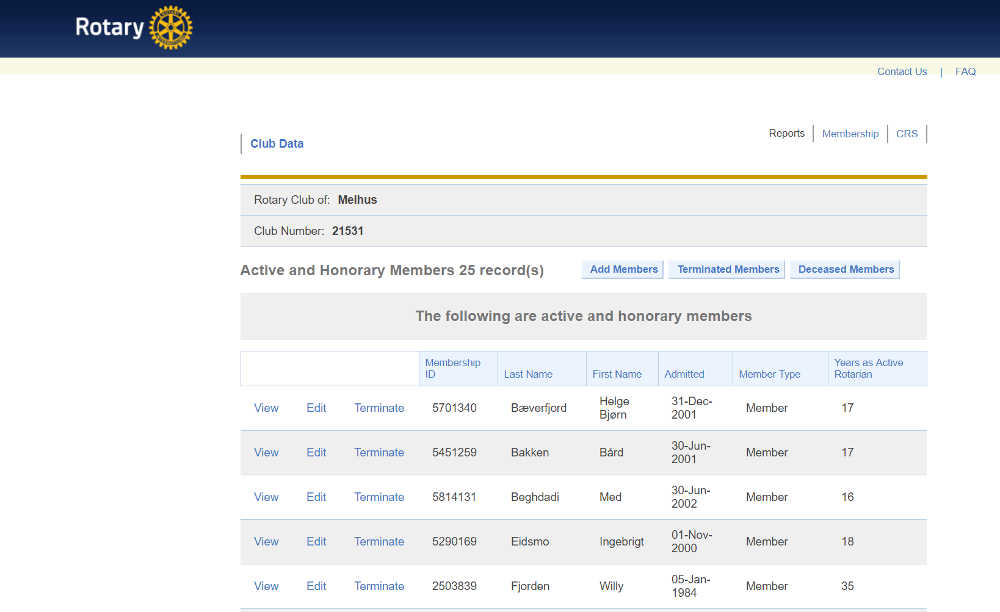 Rotary
ROTARY
INTERNATIONAL
Contact Us | FAQ
Club Data
Reports | Membership | CRS |
Rotary Club of: Melhus
Club Number: 21531
Active and Honorary Members 25 record(s)
Add Members Terminated Members Deceased Members
The following are active and honorary members
Membership ID Last Name First Name Admitted Member Type Years as Active Rotarian
View Edit Terminate 5701340 Bæverfjord Helge Bjørn 31-Dec-2001 Member 17
View Edit Terminate 5451259 Bakken Bård 30-Jun-2001 Member 17
View Edit Terminate 5814131 Beghdadi Med 30-Jun-2002 Member 16
View Edit Terminate 5290169 Eidsmo Ingebrigt 01-Nov-2000 Member 18
View Edit Terminate 2503839 Fjorden Willy 05-Jan-1984 Member 35